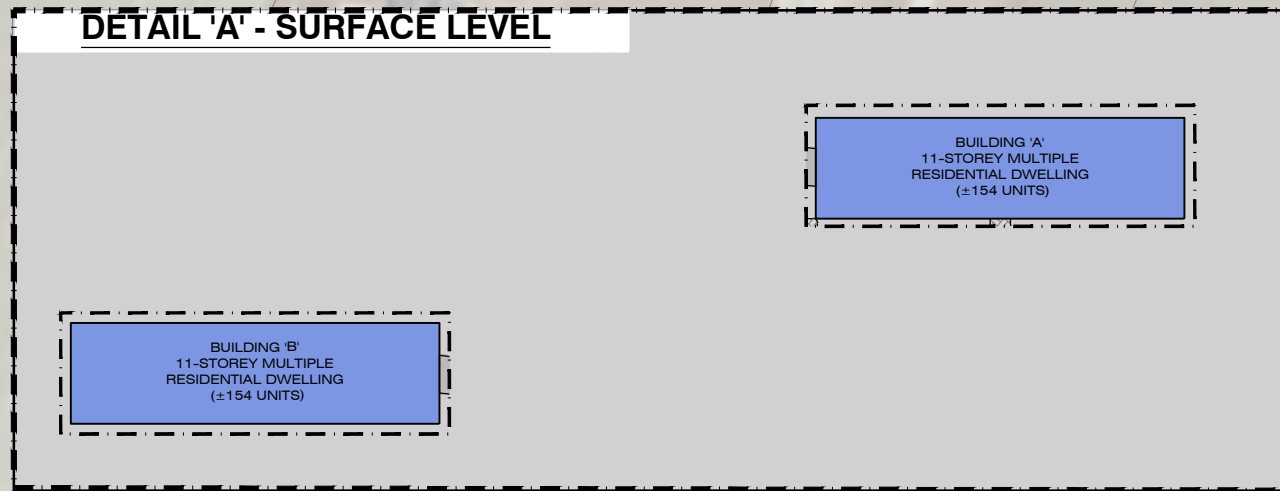 DETAIL 'A' - SURFACE LEVEL
BUILDING 'A'
11-STOREY MULTIPLE
RESIDENTIAL DWELLING
(±154 UNITS)
BUILDING 'B'
11-STOREY MULTIPLE
RESIDENTIAL DWELLING
(±154 UNITS)